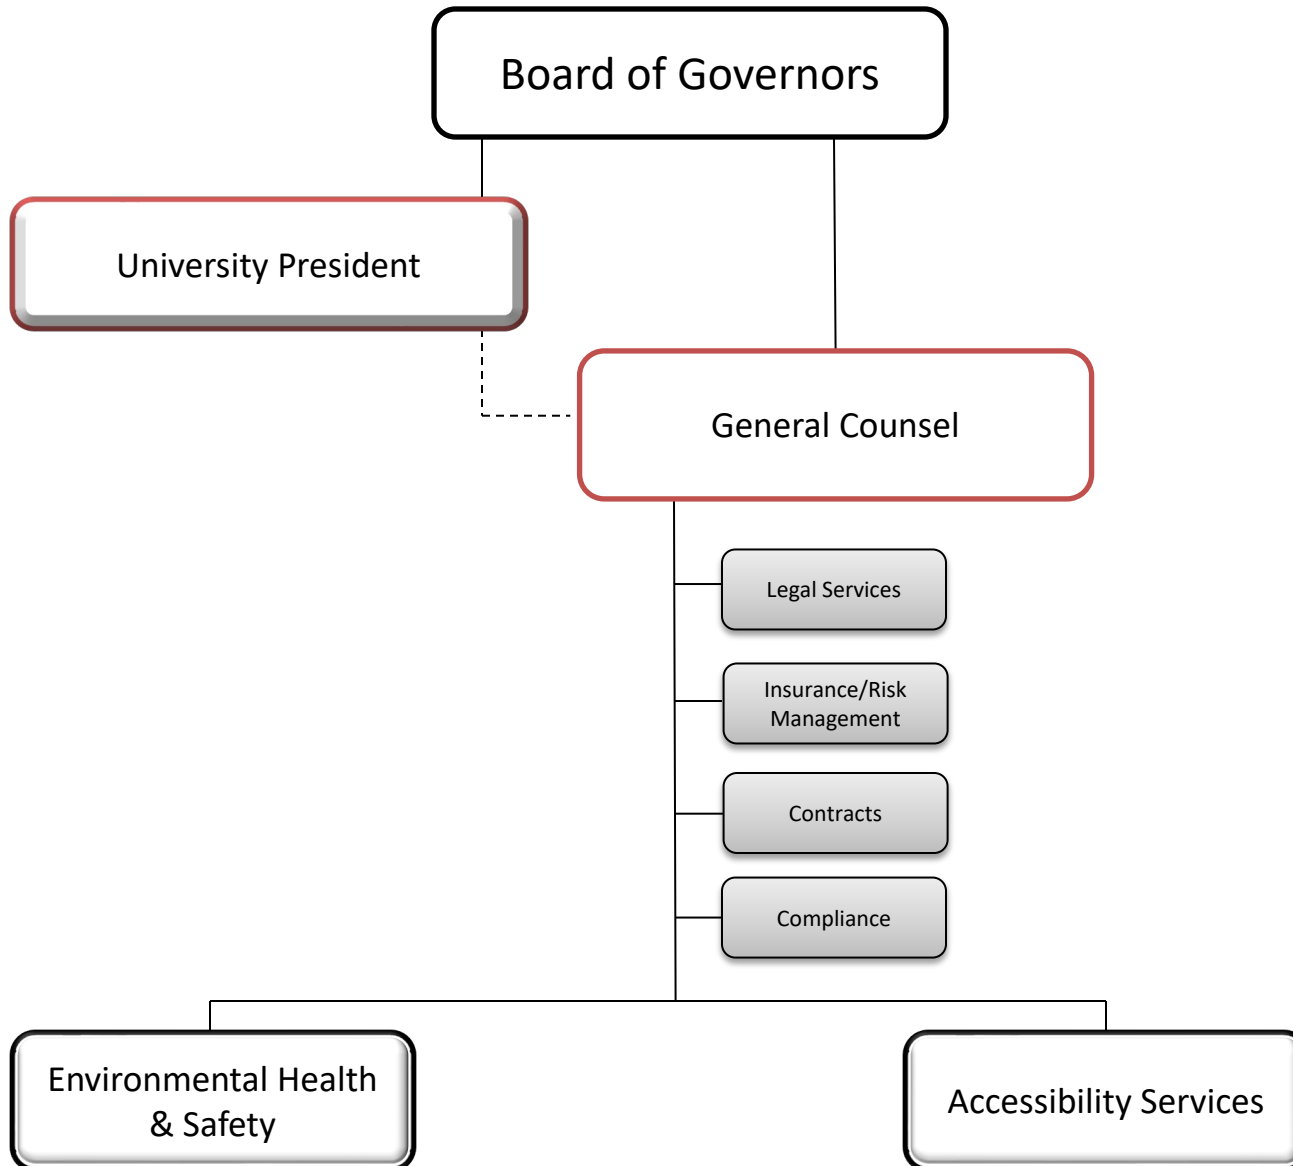 Board of Governors
University President
General Counsel
Legal Services
Insurance/Risk
Management
Contracts
Compliance
Environmental Health
& Safety
Accessibility Services